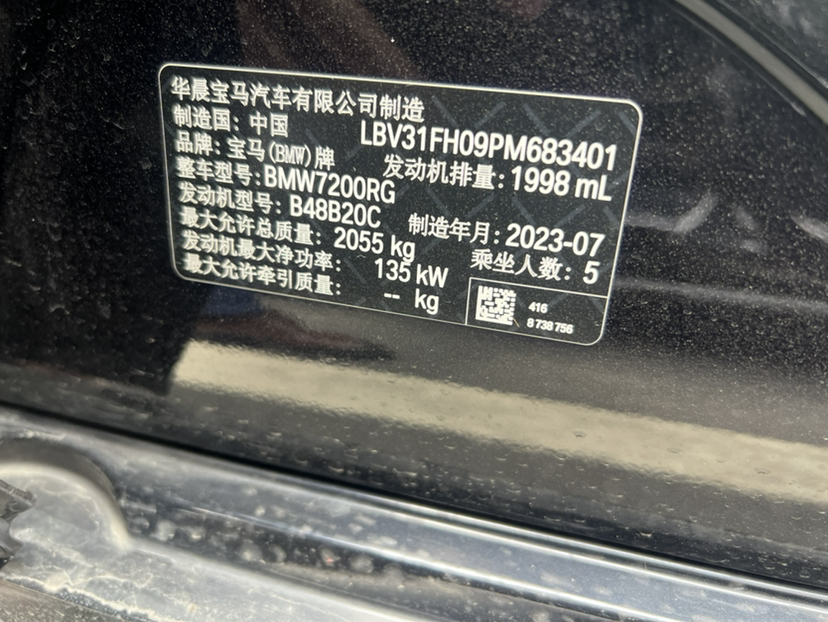 华晨宝马汽车有限公司制造
制造国: 中国 LBV31FH09PM683401
品牌: 宝马(BMW)牌 发动机排量: 1998 mL
整车型号: BMW7200RG
发动机型号: B48B20C 制造年月: 2023-07
最大允许总质量: 2055 kg 乘坐人数: 5
发动机最大净功率: 135 kW
最大允许牵引质量: -- kg
416
8 738 756